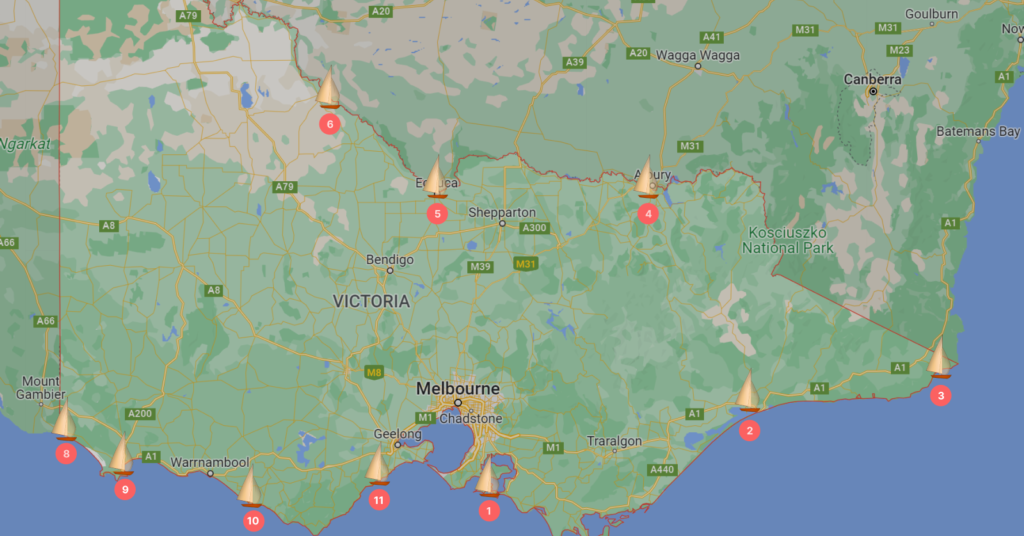 A79
A20
Goulburn
M31
M23
Now
A41
A20
Wagga Wagga
A39
A1
Canberra
6
Batemans Bay
Ngarkat
M31
A79
5
4
Shepparton
A300
A8
A1
A66
Kosciuszko
National Park
Bendigo
M39
M31
VICTORIA
A8
A66
M8
A1
Mount
Gambier
Melbourne
3
A1
A200
M1
Chadstone
A1
2
Geelong
Traralgon
M1
8
A1
Warrnambool
A440
9
11
1
10